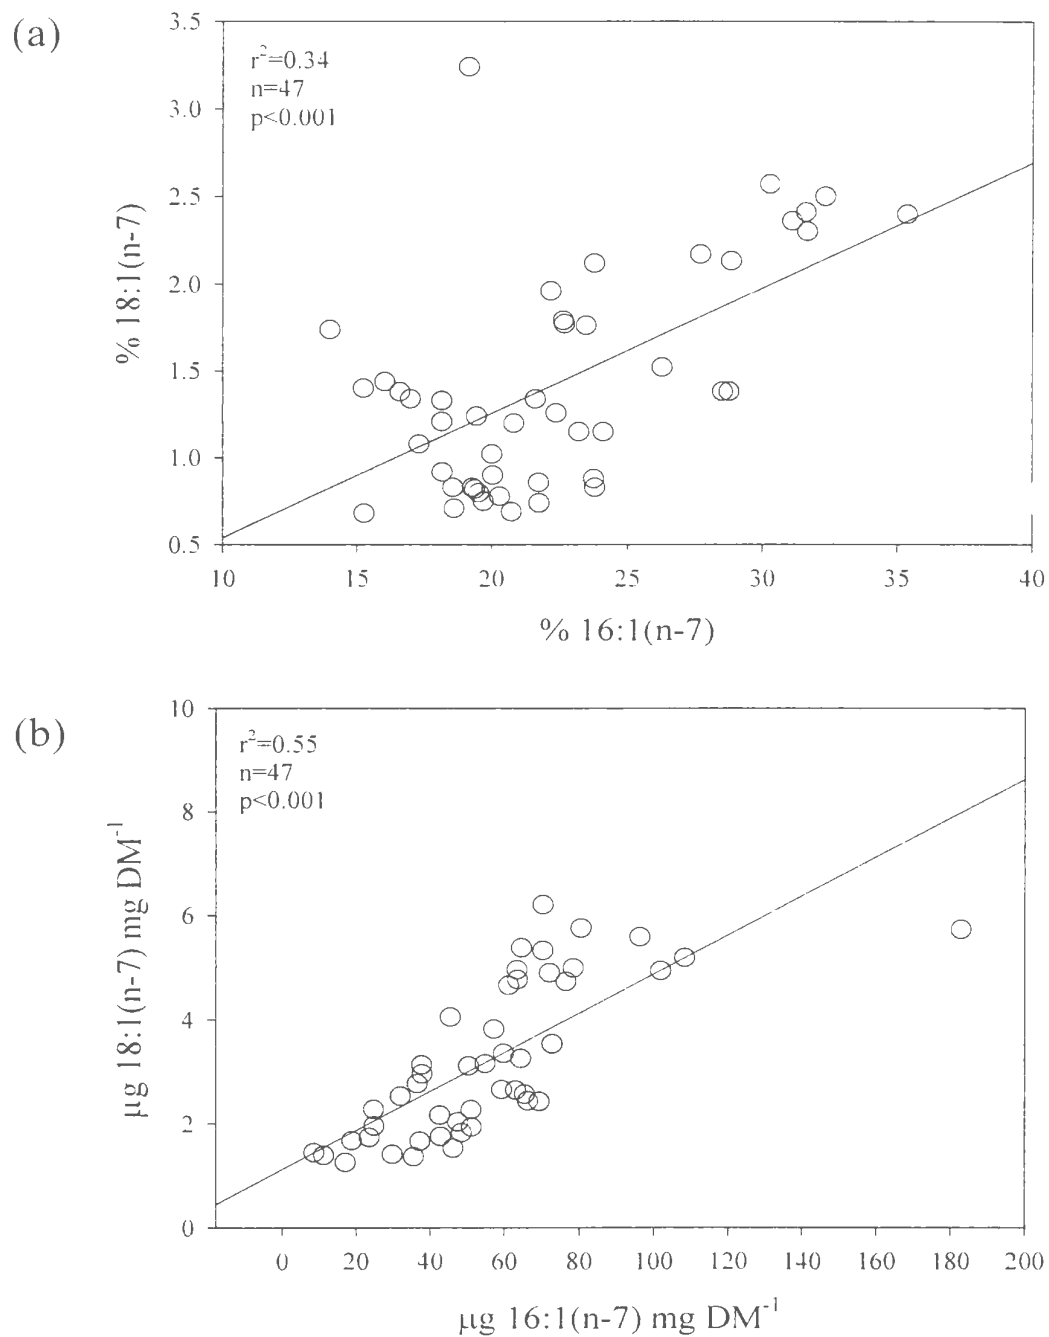 (a)
r²=0.34
n=47
p<0.001
3.5
3.0
2.5
2.0
1.5
1.0
0.5
% 18:1(n-7)
10 15 20 25 30 35 40
% 16:1(n-7)
(b)
r²=0.55
n=47
p<0.001
10
8
6
4
2
0
µg 18:1(n-7) mg DM⁻¹
0 20 40 60 80 100 120 140 160 180 200
µg 16:1(n-7) mg DM⁻¹